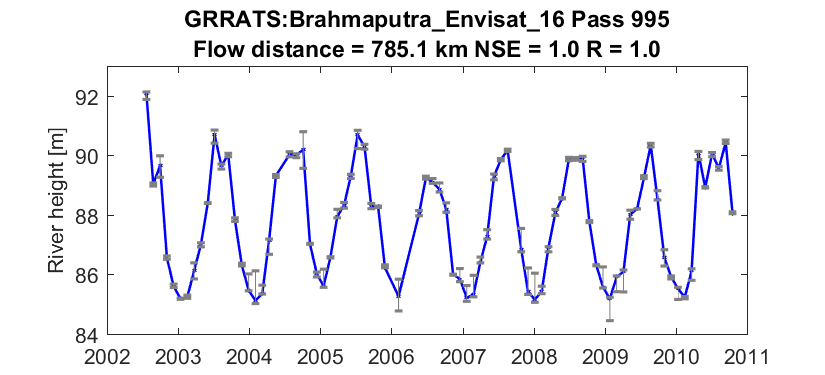 GRRATS:Brahmaputra_Envisat_16 Pass 995
Flow distance = 785.1 km NSE = 1.0 R = 1.0
River height [m]
92
90
88
86
84
2002 2003 2004 2005 2006 2007 2008 2009 2010 2011